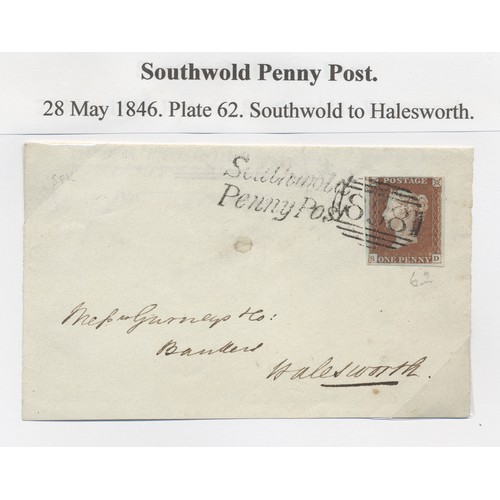 Southwold Penny Post.
28 May 1846. Plate 62. Southwold to Halesworth.
Southwold
Penny Post
POSTAGE
ONE PENNY
S D
62
Messrs Gurneys & Co:
Bankers
Halesworth.